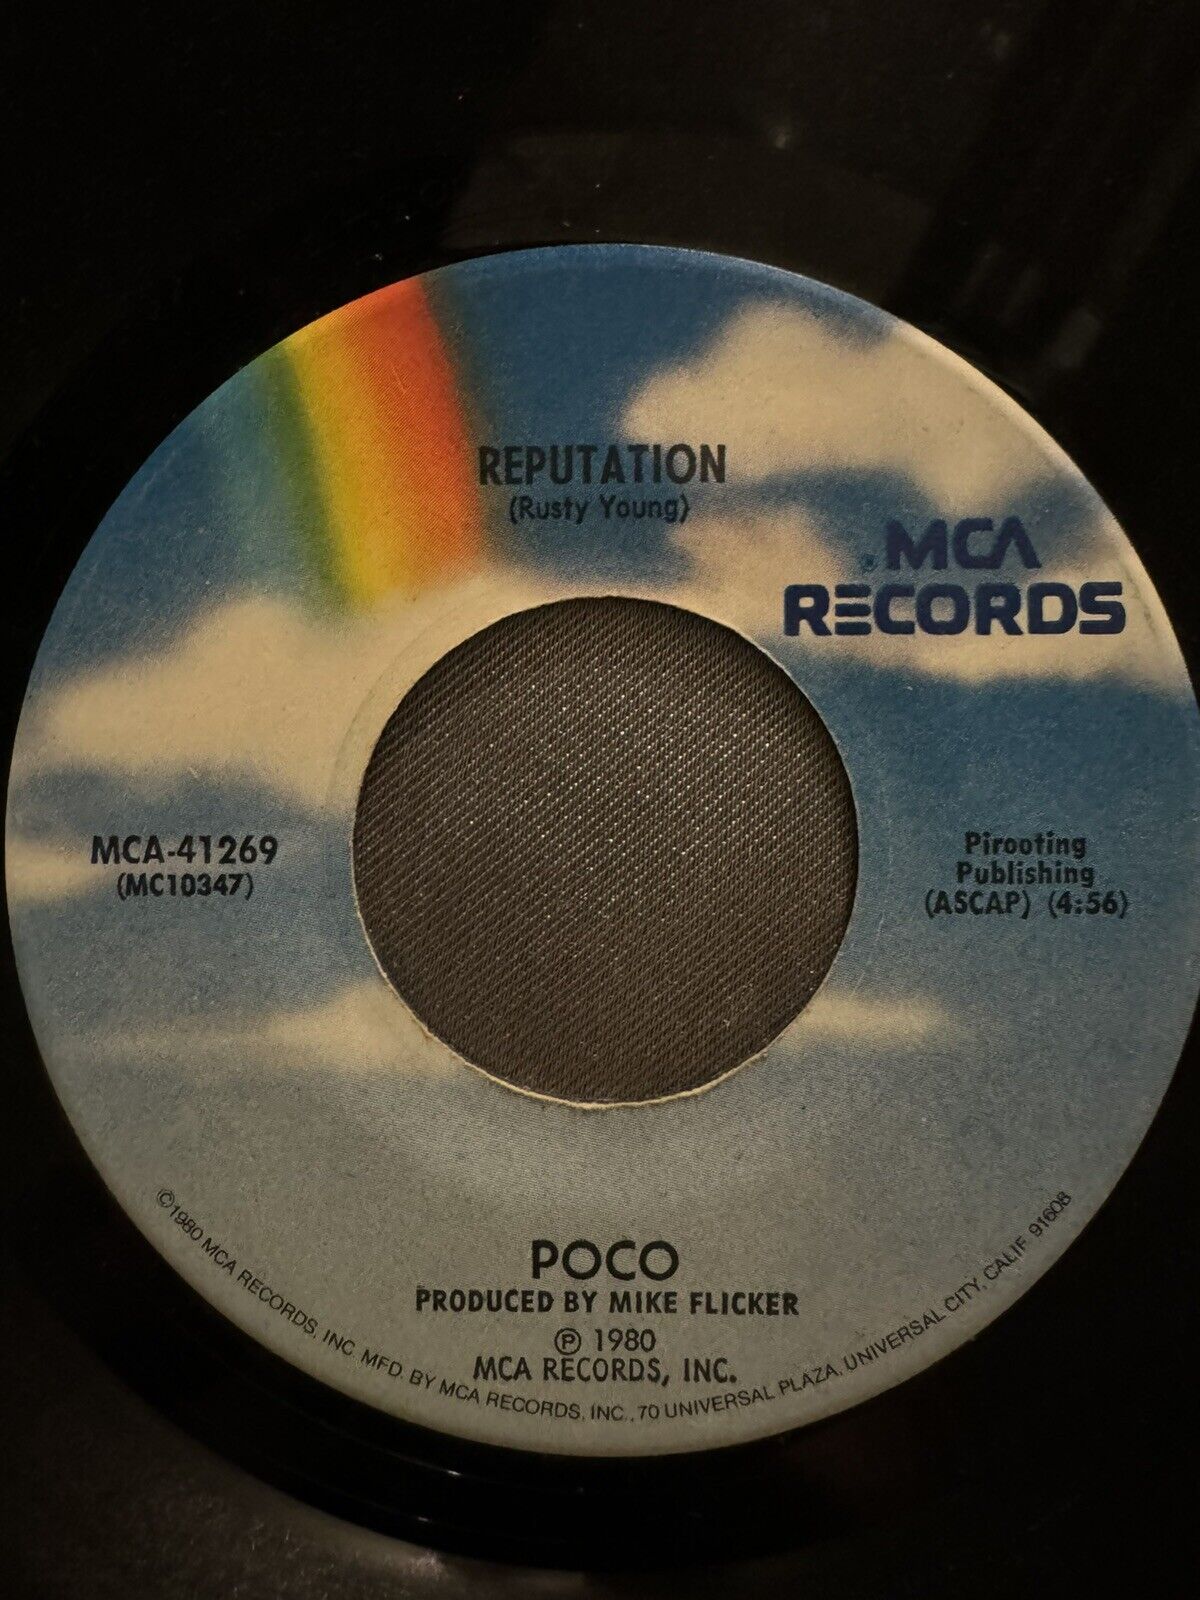 REPUTATION
(Rusty Young)
MCA
RECORDS
MCA-41269
(MC10347)
Pirooting
Publishing
(ASCAP) (4:56)
POCO
PRODUCED BY MIKE FLICKER
℗ 1980
MCA RECORDS, INC.
©1980 MCA RECORDS, INC. MFD. BY MCA RECORDS, INC., 70 UNIVERSAL PLAZA, UNIVERSAL CITY, CALIF 91608